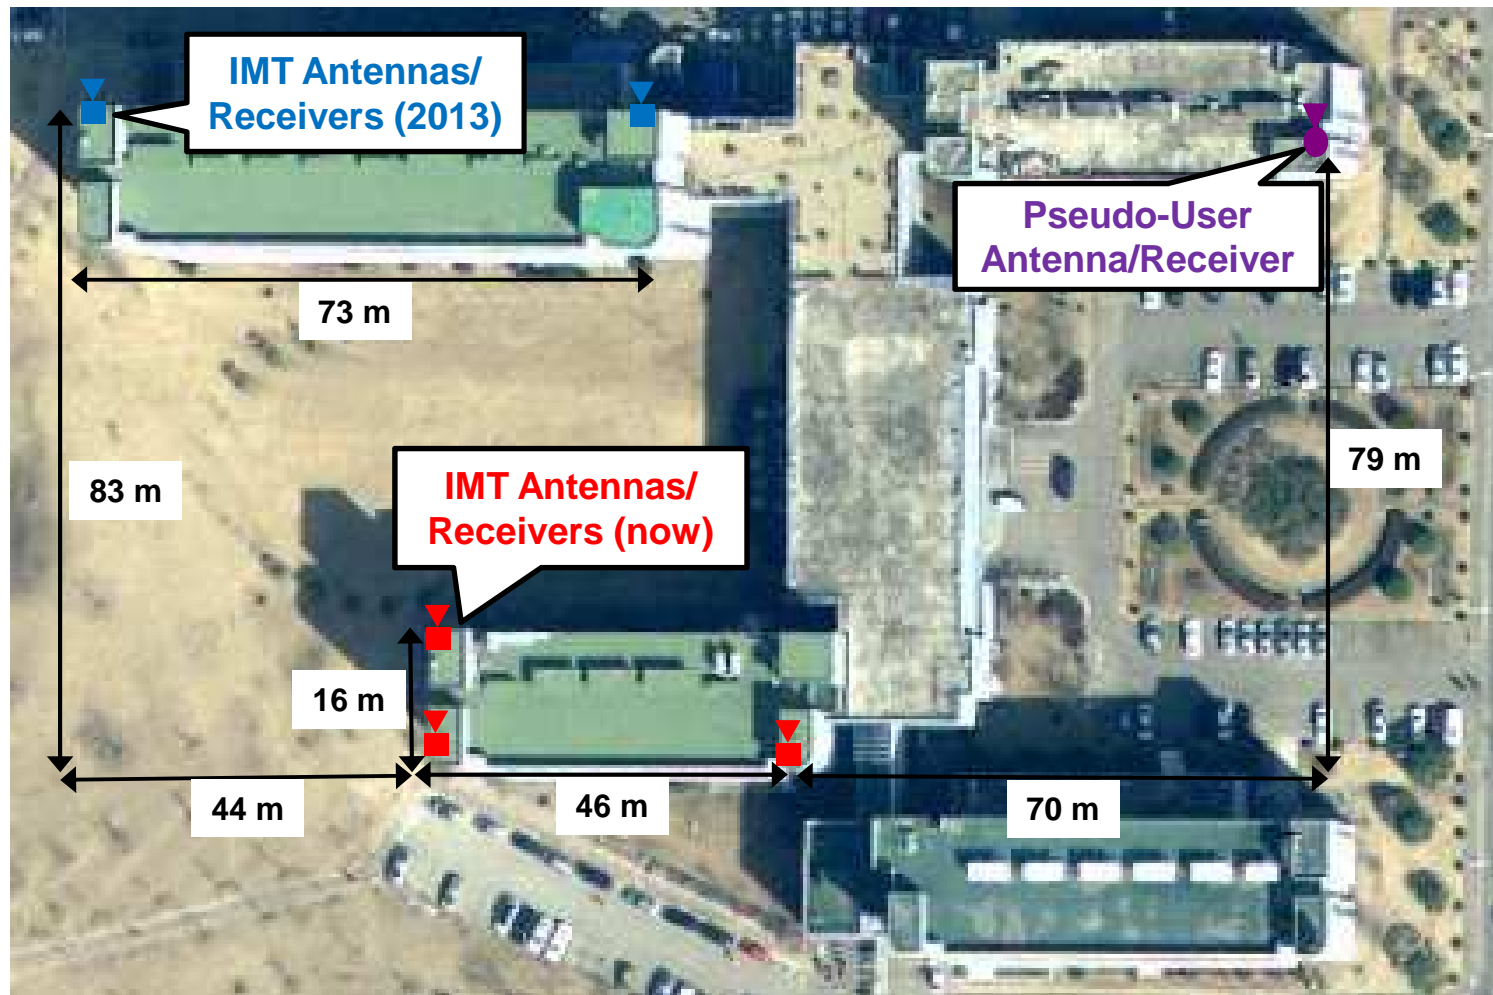 IMT Antennas/
Receivers (2013)
Pseudo-User
Antenna/Receiver
73 m
83 m
IMT Antennas/
Receivers (now)
79 m
16 m
44 m
46 m
70 m